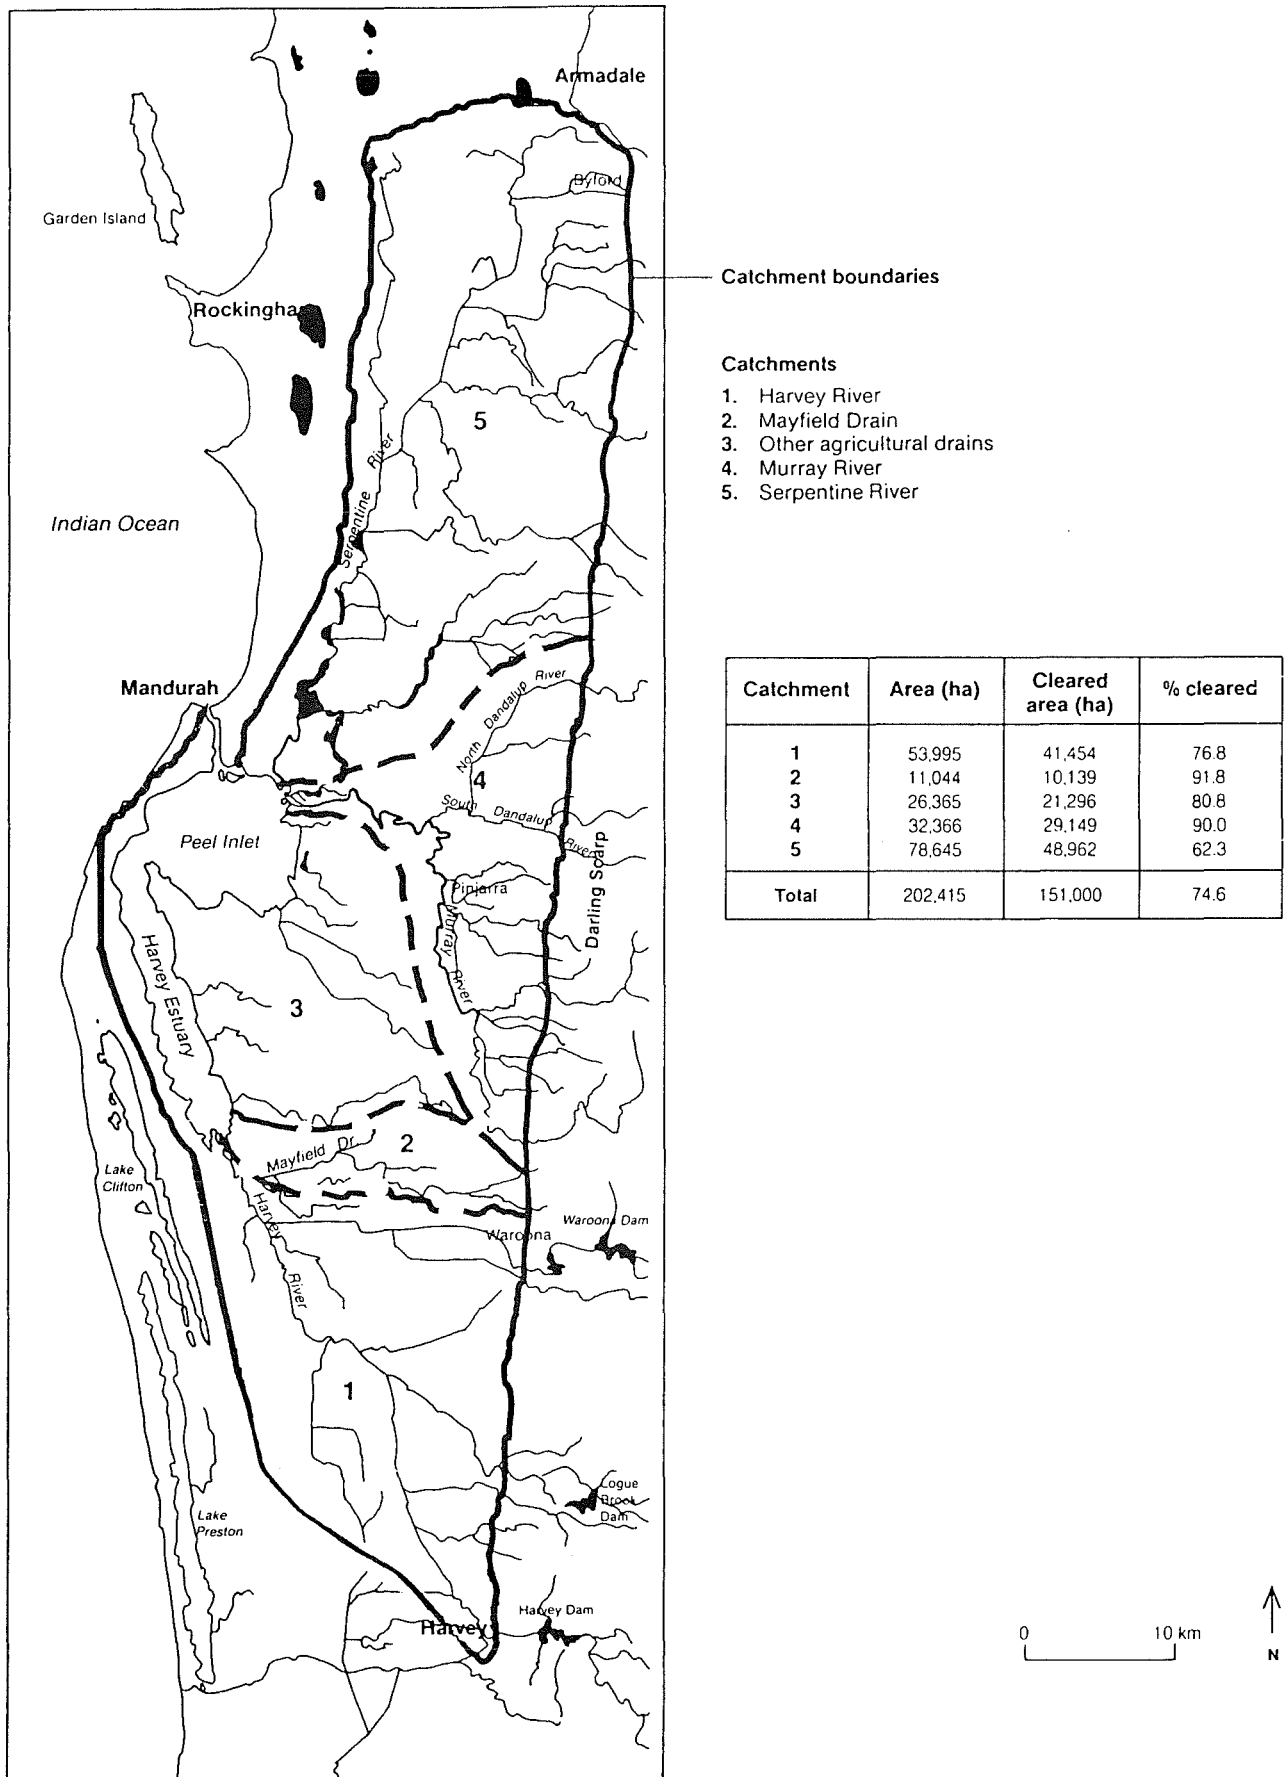 Armadale
Byford
Garden Island
Catchment boundaries
Rockingha
Catchments
1. Harvey River
2. Mayfield Drain
3. Other agricultural drains
4. Murray River
5. Serpentine River
5
Serpentine River
Indian Ocean
Mandurah
North Dandalup River
4
South Dandalup River
Peel Inlet
Pinjarra
Murray River
Darling Scarp
Harvey Estuary
3
2
Mayfield Dr
Lake
Clifton
Harvey River
Waroona Dam
Waroona
1
Logue
Brook
Dam
Lake
Preston
Harvey Dam
Harvey
Catchment Area (ha) Cleared area (ha) % cleared
1 53,995 41,454 76.8
2 11,044 10,139 91.8
3 26,365 21,296 80.8
4 32,366 29,149 90.0
5 78,645 48,962 62.3
Total 202,415 151,000 74.6
0 10 km
N